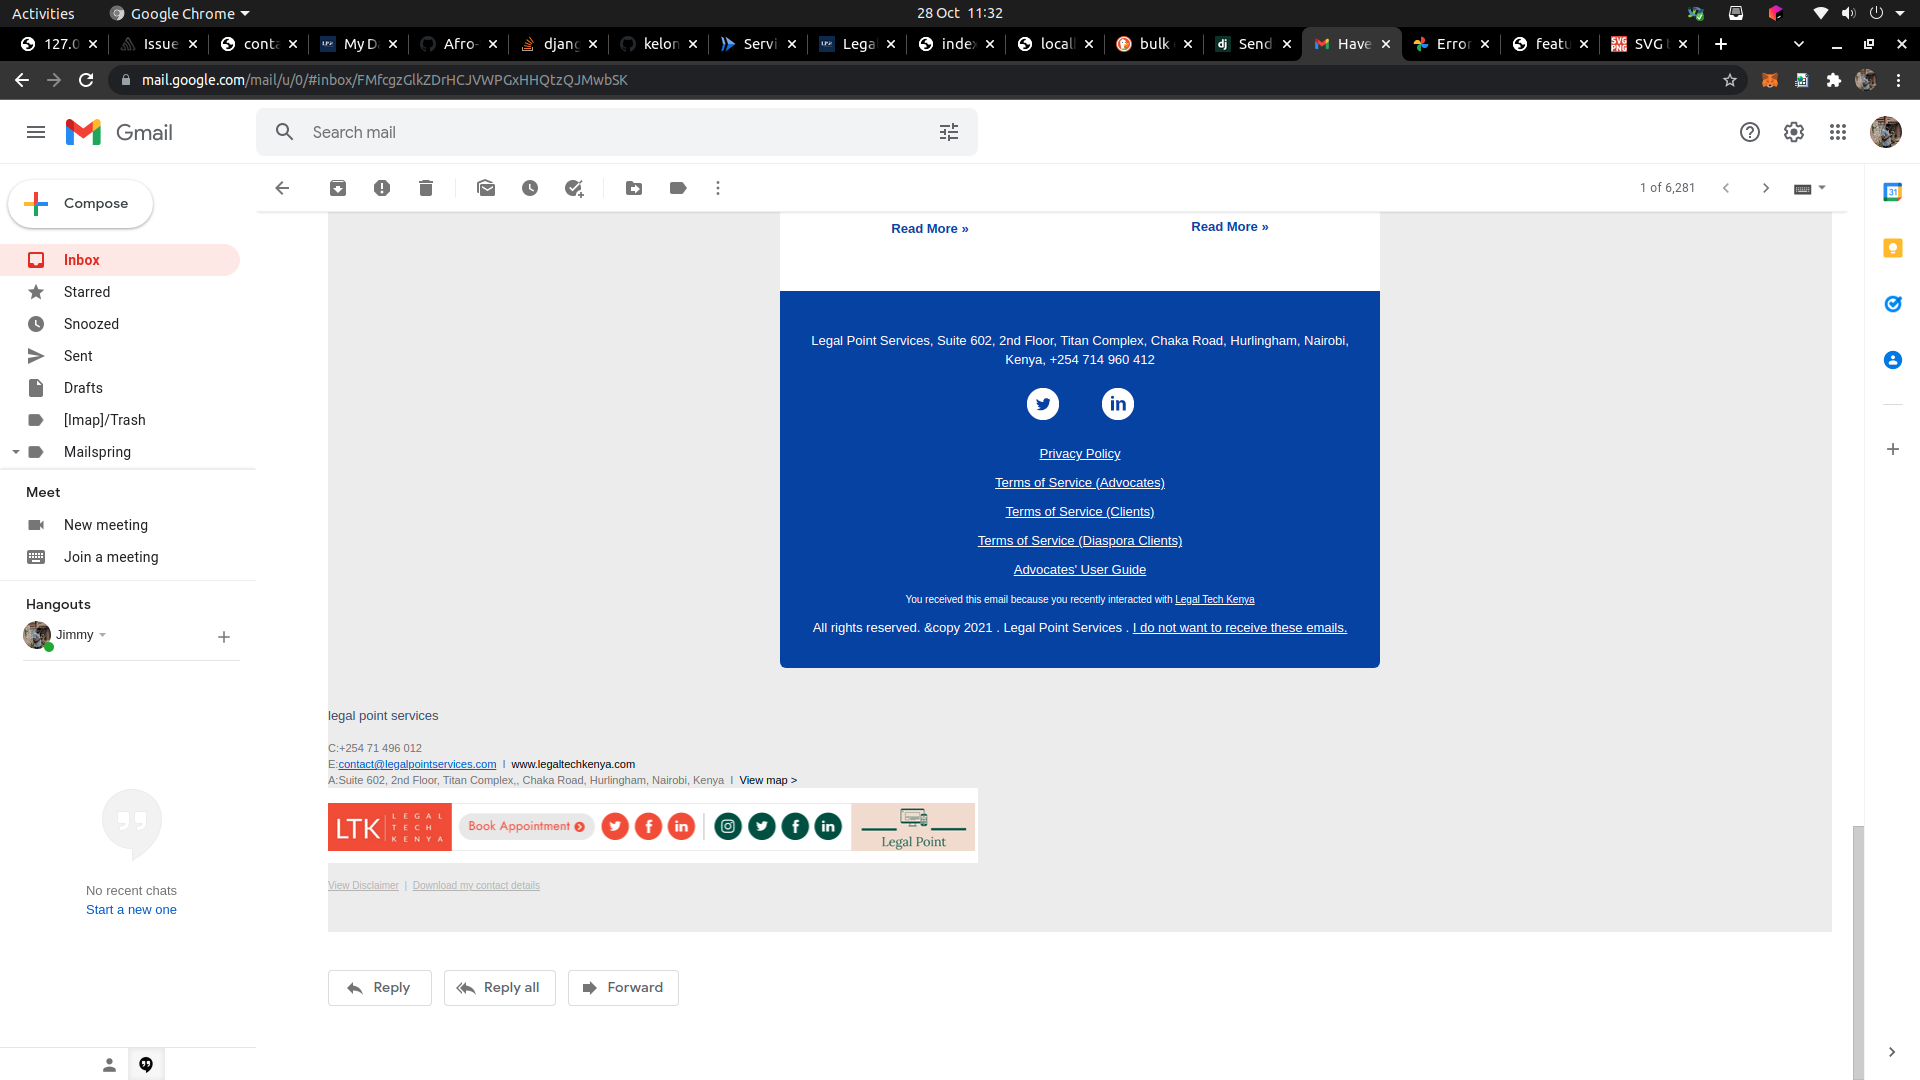 Activities
Google Chrome
28 Oct 11:32
127.0
Issue
conta
My Da
Afro-
djang
kelon
Servi
Legal
index
locall
bulk
Send
Have
Error
featu
SVG t
mail.google.com/mail/u/0/#inbox/FMfcgzGlkZDrHCJVWPGxHHQtzQJMwbSK
Gmail
Search mail
Compose
1 of 6,281
Inbox
Starred
Snoozed
Sent
Drafts
[Imap]/Trash
Mailspring
Meet
New meeting
Join a meeting
Hangouts
Jimmy
No recent chats
Start a new one
Read More »
Read More »
Legal Point Services, Suite 602, 2nd Floor, Titan Complex, Chaka Road, Hurlingham, Nairobi,
Kenya, +254 714 960 412
Privacy Policy
Terms of Service (Advocates)
Terms of Service (Clients)
Terms of Service (Diaspora Clients)
Advocates' User Guide
You received this email because you recently interacted with Legal Tech Kenya
All rights reserved. &copy 2021 . Legal Point Services . I do not want to receive these emails.
legal point services
C:+254 71 496 012
E:contact@legalpointservices.com | www.legaltechkenya.com
A:Suite 602, 2nd Floor, Titan Complex,, Chaka Road, Hurlingham, Nairobi, Kenya | View map >
LTK
LEGAL
TECH
KENYA
Book Appointment
Legal Point
View Disclaimer | Download my contact details
Reply
Reply all
Forward